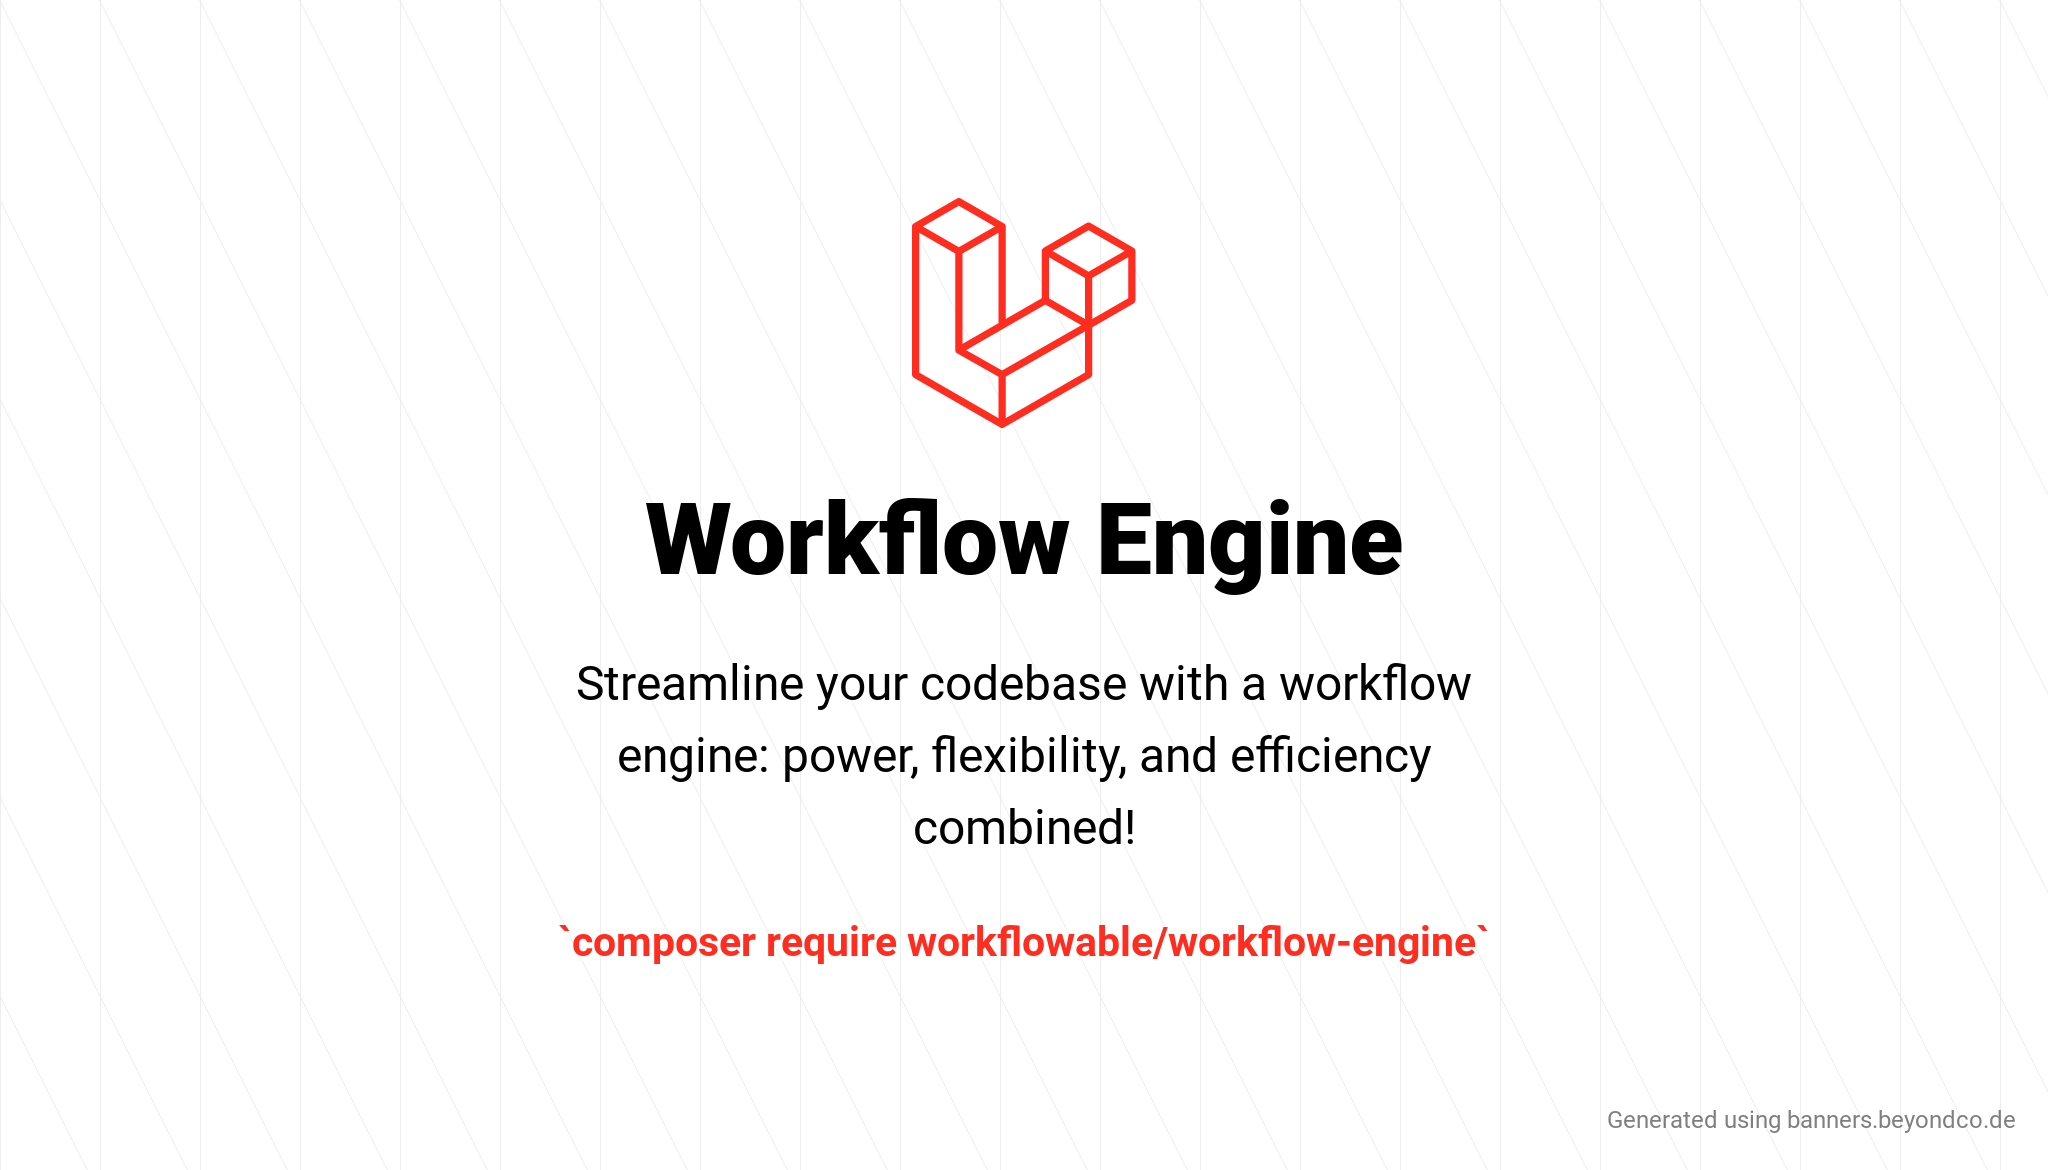 Workflow Engine
Streamline your codebase with a workflow
engine: power, flexibility, and efficiency
combined!
`composer require workflowable/workflow-engine`
Generated using banners.beyondco.de